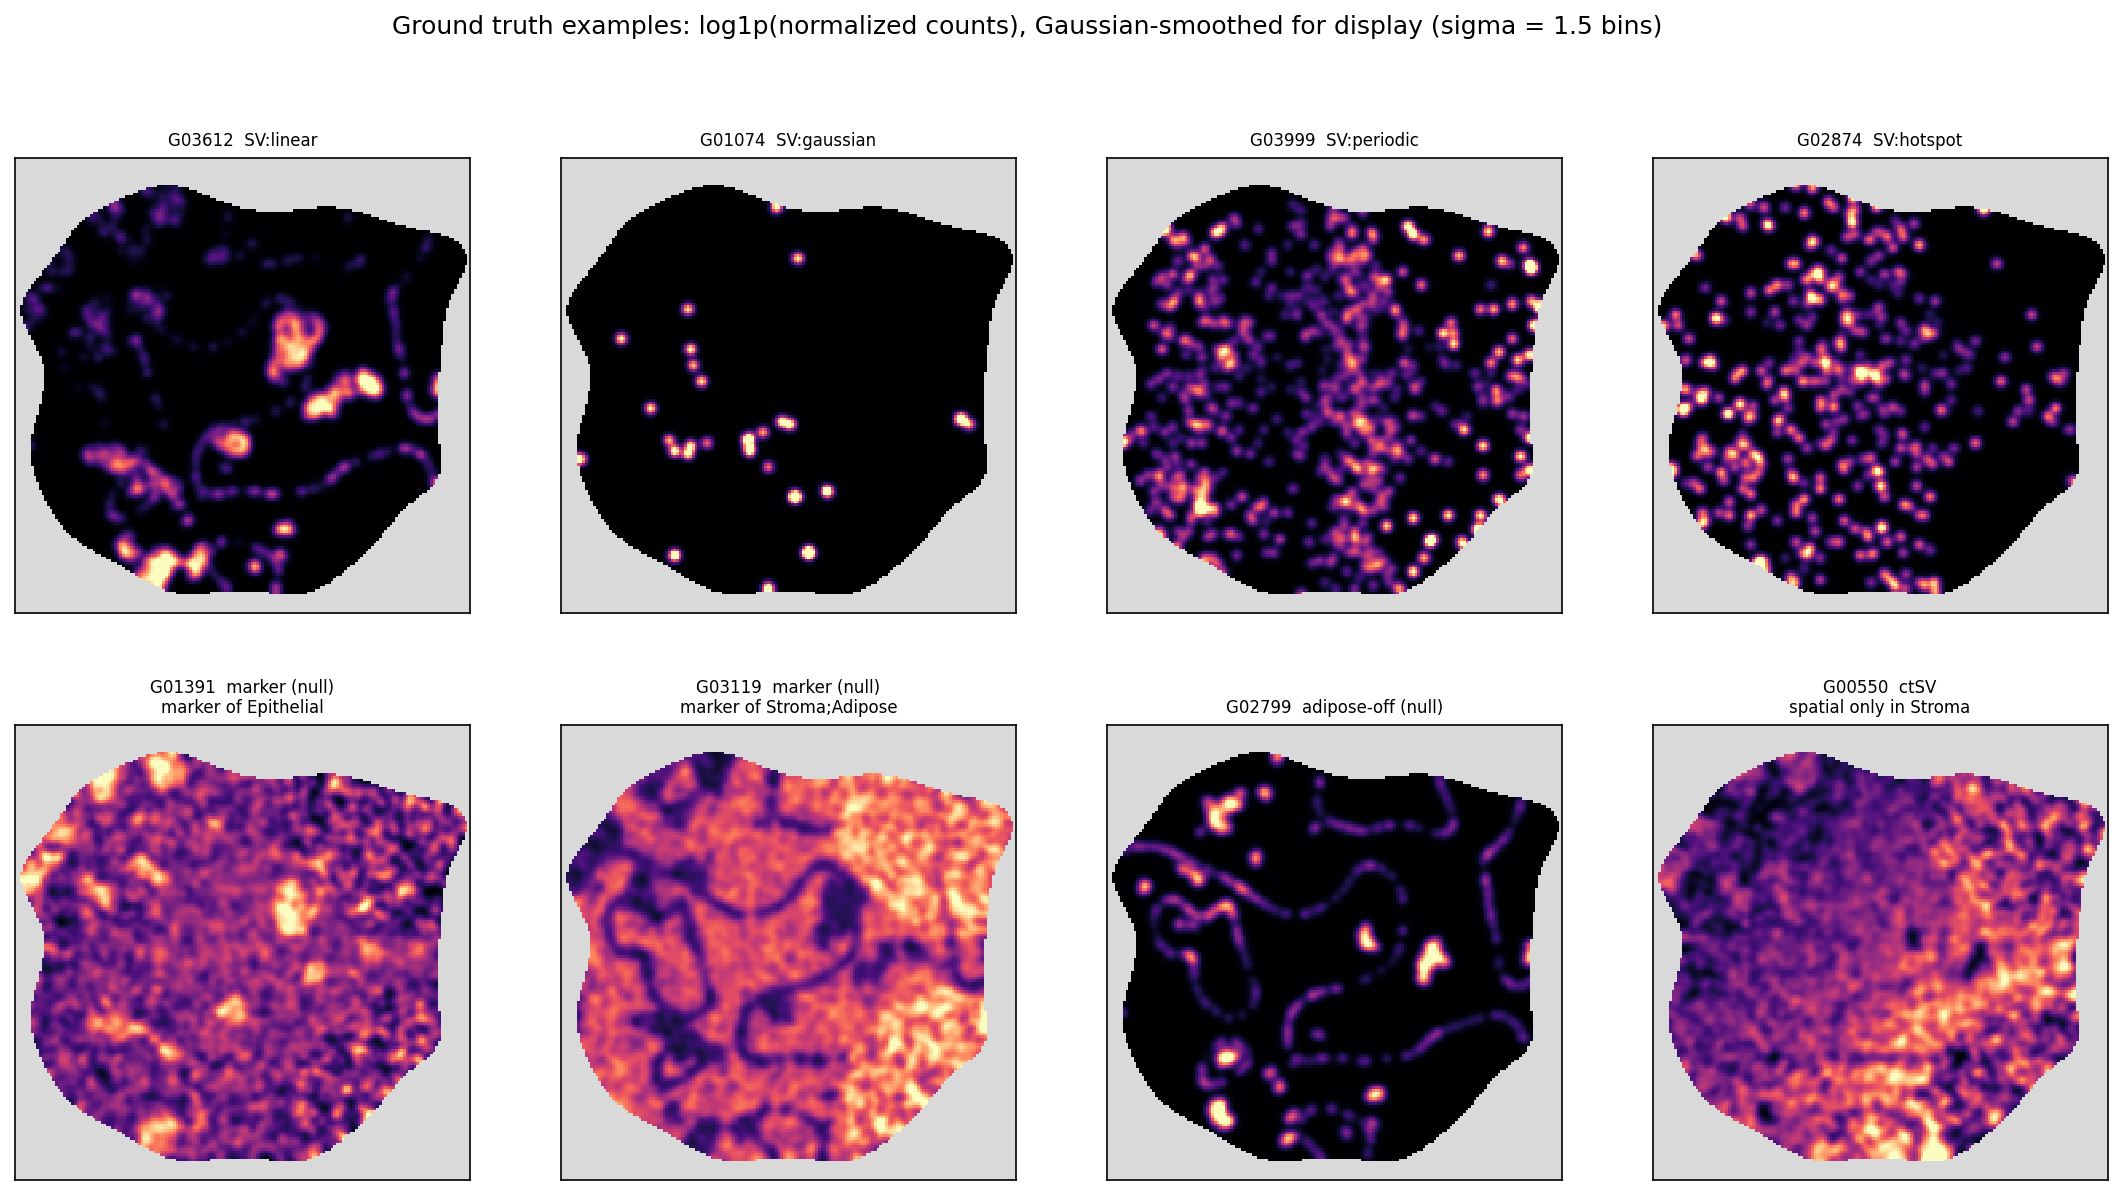 Ground truth examples: log1p(normalized counts), Gaussian-smoothed for display (sigma = 1.5 bins)
G03612  SV:linear
G01074  SV:gaussian
G03999  SV:periodic
G02874  SV:hotspot
G01391  marker (null)
marker of Epithelial
G03119  marker (null)
marker of Stroma;Adipose
G02799  adipose-off (null)
G00550  ctSV
spatial only in Stroma